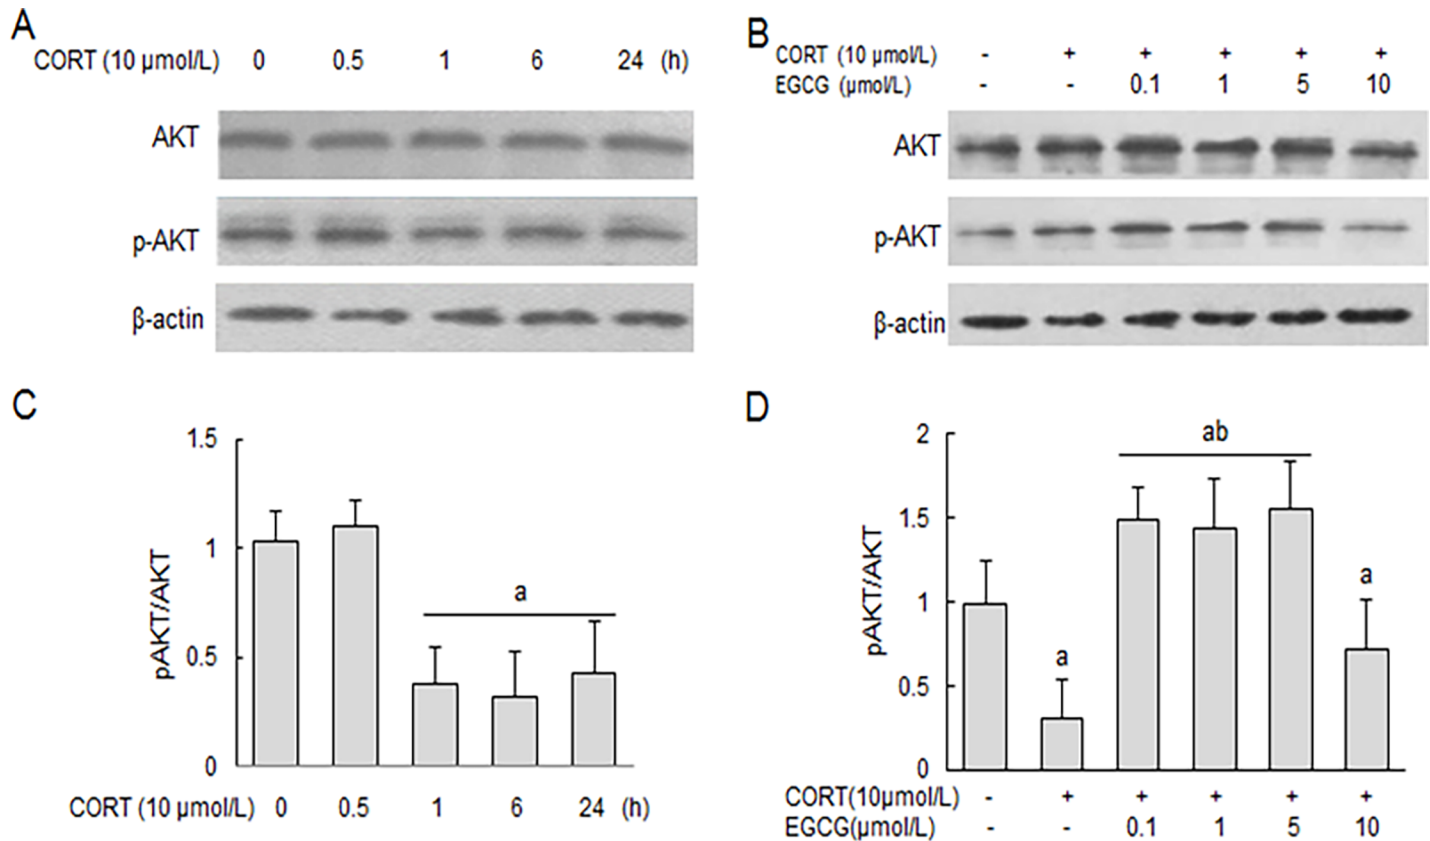 A
CORT (10 µmol/L) 0 0.5 1 6 24 (h)
AKT
p-AKT
β-actin
B
CORT (10 µmol/L) - + + + + +
EGCG (µmol/L) - - 0.1 1 5 10
AKT
p-AKT
β-actin
C
pAKT/AKT
1.5
1
0.5
0
a
CORT (10 µmol/L) 0 0.5 1 6 24 (h)
D
pAKT/AKT
2
1.5
1
0.5
0
a
ab
a
CORT(10µmol/L) - + + + + +
EGCG(µmol/L) - - 0.1 1 5 10